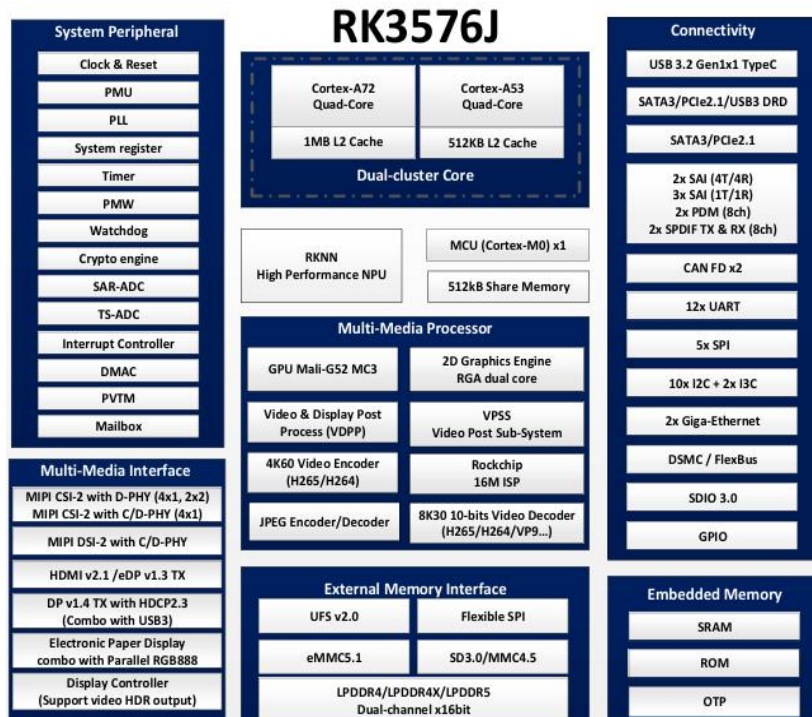 RK3576J
System Peripheral
Clock & Reset
PMU
PLL
System register
Timer
PMW
Watchdog
Crypto engine
SAR-ADC
TS-ADC
Interrupt Controller
DMAC
PVTM
Mailbox
Multi-Media Interface
MIPI CSI-2 with D-PHY (4x1, 2x2)
MIPI CSI-2 with C/D-PHY (4x1)
MIPI DSI-2 with C/D-PHY
HDMI v2.1 /eDP v1.3 TX
DP v1.4 TX with HDCP2.3
(Combo with USB3)
Electronic Paper Display
combo with Parallel RGB888
Display Controller
(Support video HDR output)
Cortex-A72
Quad-Core
1MB L2 Cache
Cortex-A53
Quad-Core
512KB L2 Cache
Dual-cluster Core
RKNN
High Performance NPU
MCU (Cortex-M0) x1
512kB Share Memory
Multi-Media Processor
GPU Mali-G52 MC3
2D Graphics Engine
RGA dual core
Video & Display Post
Process (VDPP)
VPSS
Video Post Sub-System
4K60 Video Encoder
(H265/H264)
Rockchip
16M ISP
JPEG Encoder/Decoder
8K30 10-bits Video Decoder
(H265/H264/VP9...)
External Memory Interface
UFS v2.0
Flexible SPI
eMMC5.1
SD3.0/MMC4.5
LPDDR4/LPDDR4X/LPDDR5
Dual-channel x16bit
Connectivity
USB 3.2 Gen1x1 TypeC
SATA3/PCIe2.1/USB3 DRD
SATA3/PCIe2.1
2x SAI (4T/4R)
3x SAI (1T/1R)
2x PDM (8ch)
2x SPDIF TX & RX (8ch)
CAN FD x2
12x UART
5x SPI
10x I2C + 2x I3C
2x Giga-Ethernet
DSMC / FlexBus
SDIO 3.0
GPIO
Embedded Memory
SRAM
ROM
OTP